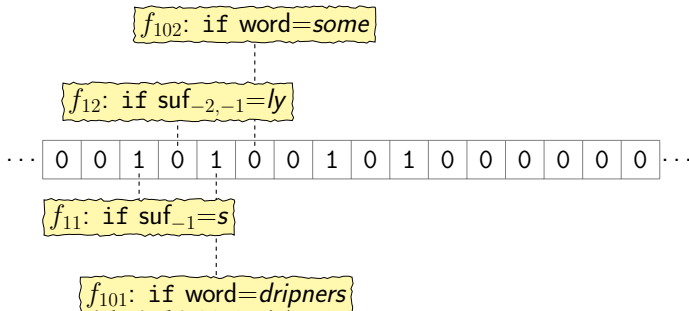 f₁₀₂: if word=some
f₁₂: if suf₋₂,₋₁=ly
··· 0 0 1 0 1 0 0 1 0 1 0 0 0 0 0 0 ···
f₁₁: if suf₋₁=s
f₁₀₁: if word=dripners